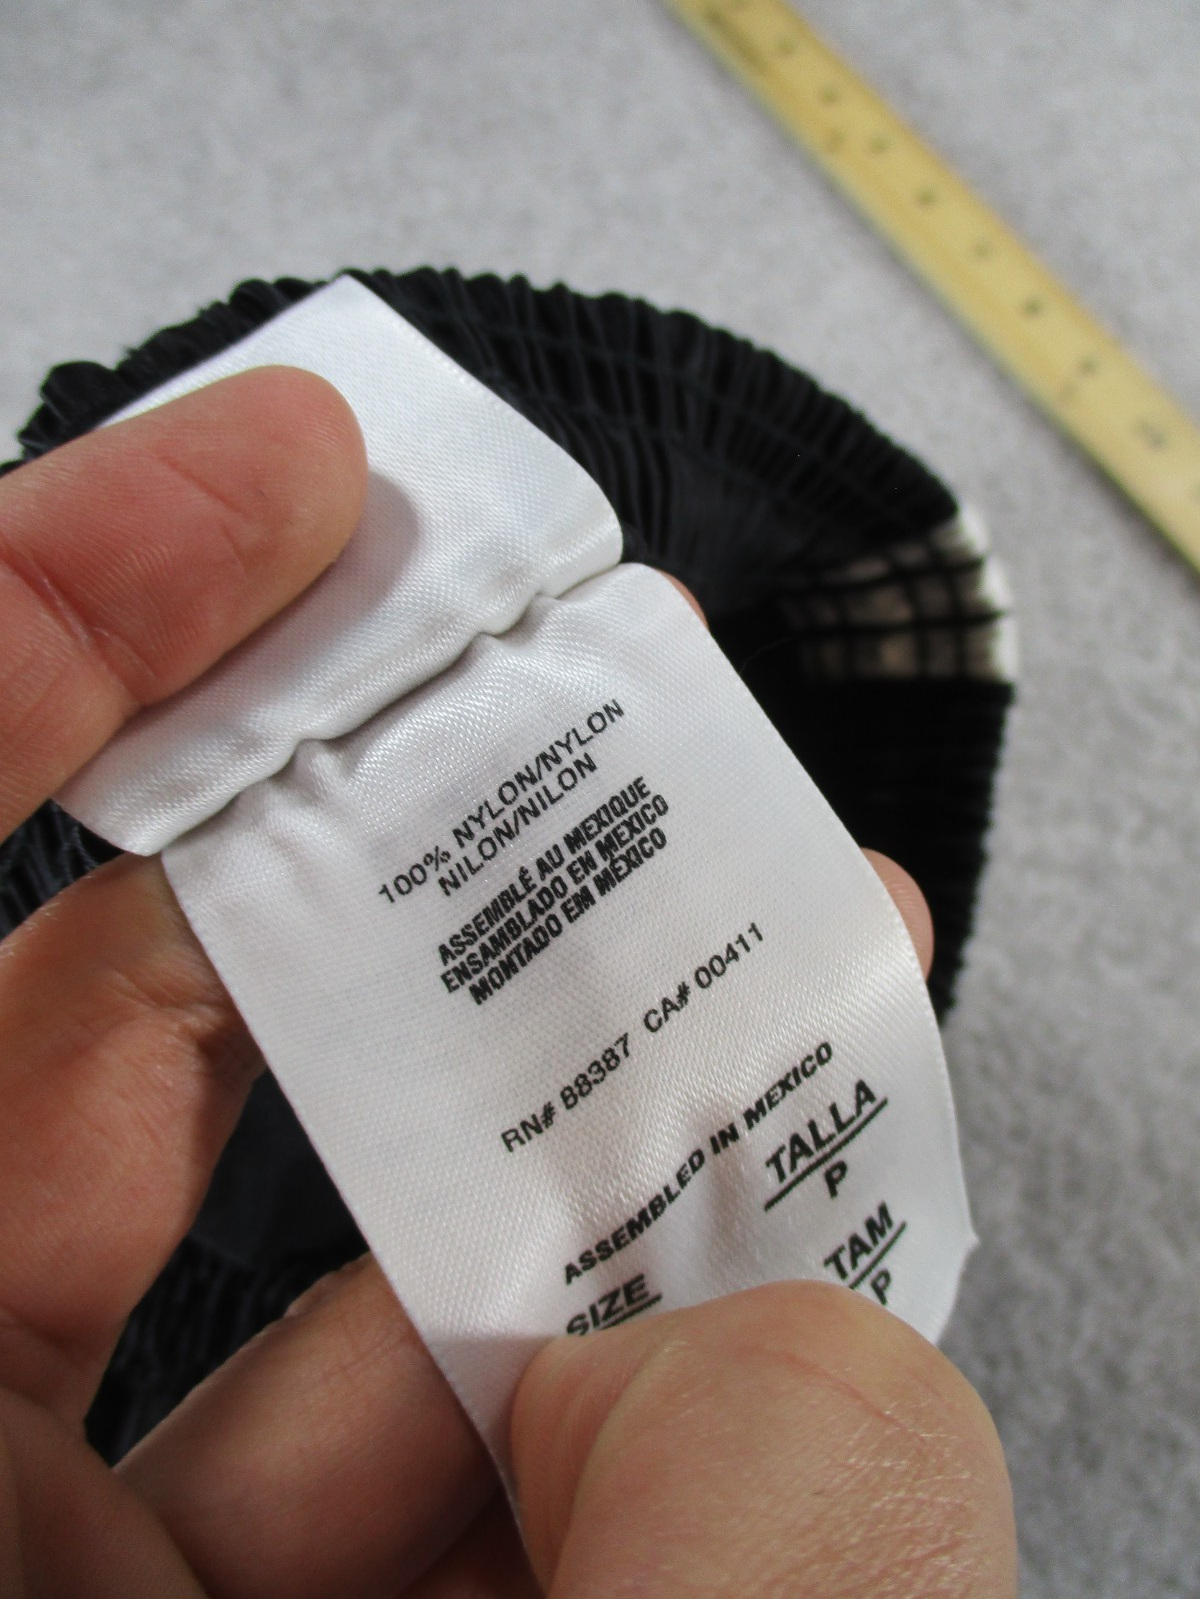 100% NYLON/NYLON
NILON/NILON
ASSEMBLÉ AU MEXIQUE
ENSAMBLADO EN MEXICO
MONTADO EM MÉXICO
RN# 88387 CA# 00411
ASSEMBLED IN MEXICO
SIZE
TALLA
P
TAM
P